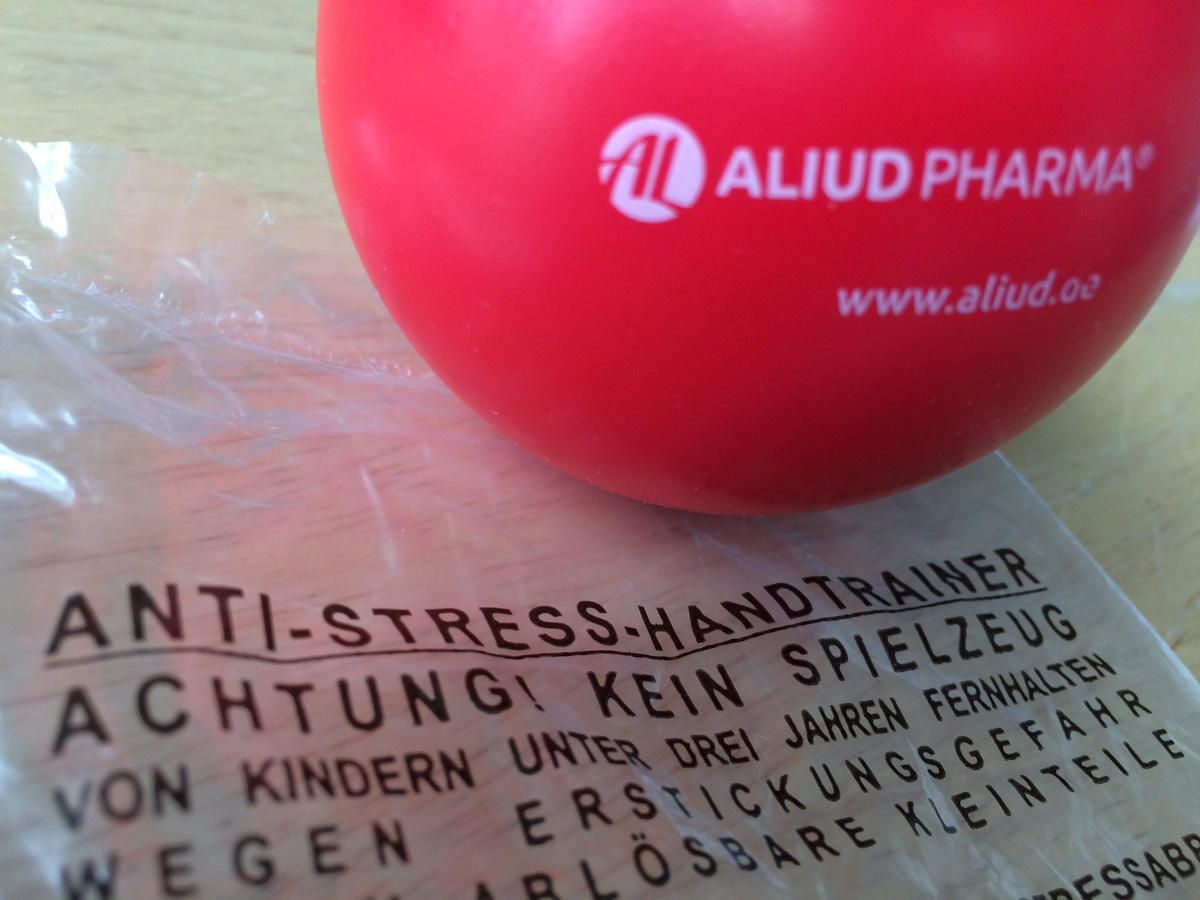 AL ALIUD PHARMA®
www.aliud.de
ANTI-STRESS-HANDTRAINER
ACHTUNG! KEIN SPIELZEUG
VON KINDERN UNTER DREI JAHREN FERNHALTEN
WEGEN ERSTICKUNGSGEFAHR
ABLÖSBARE KLEINTEILE